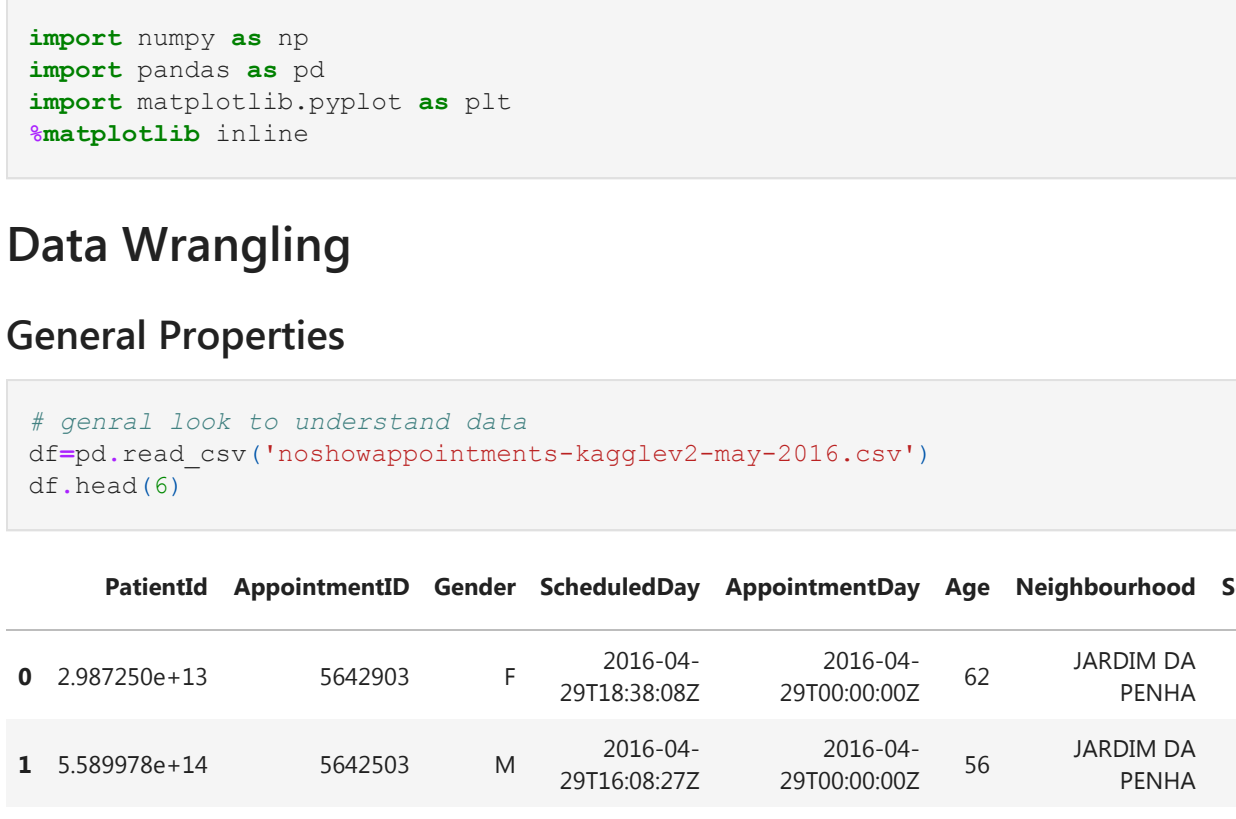 import numpy as np
import pandas as pd
import matplotlib.pyplot as plt
%matplotlib inline
Data Wrangling
General Properties
# genral look to understand data
df=pd.read_csv('noshowappointments-kagglev2-may-2016.csv')
df.head(6)
PatientId AppointmentID Gender ScheduledDay AppointmentDay Age Neighbourhood S
0 2.987250e+13 5642903 F 2016-04-29T18:38:08Z 2016-04-29T00:00:00Z 62 JARDIM DA PENHA
1 5.589978e+14 5642503 M 2016-04-29T16:08:27Z 2016-04-29T00:00:00Z 56 JARDIM DA PENHA